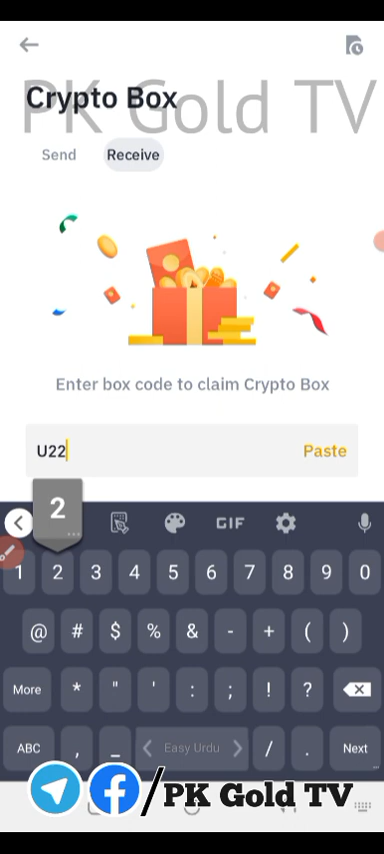 PK Gold TV
Crypto Box
Send
Receive
Enter box code to claim Crypto Box
U22
Paste
2
GIF
1 2 3 4 5 6 7 8 9 0
@ # $ % & - + ( )
More * " ' : ; ! ?
ABC , _ < Easy Urdu > / . Next
/PK Gold TV